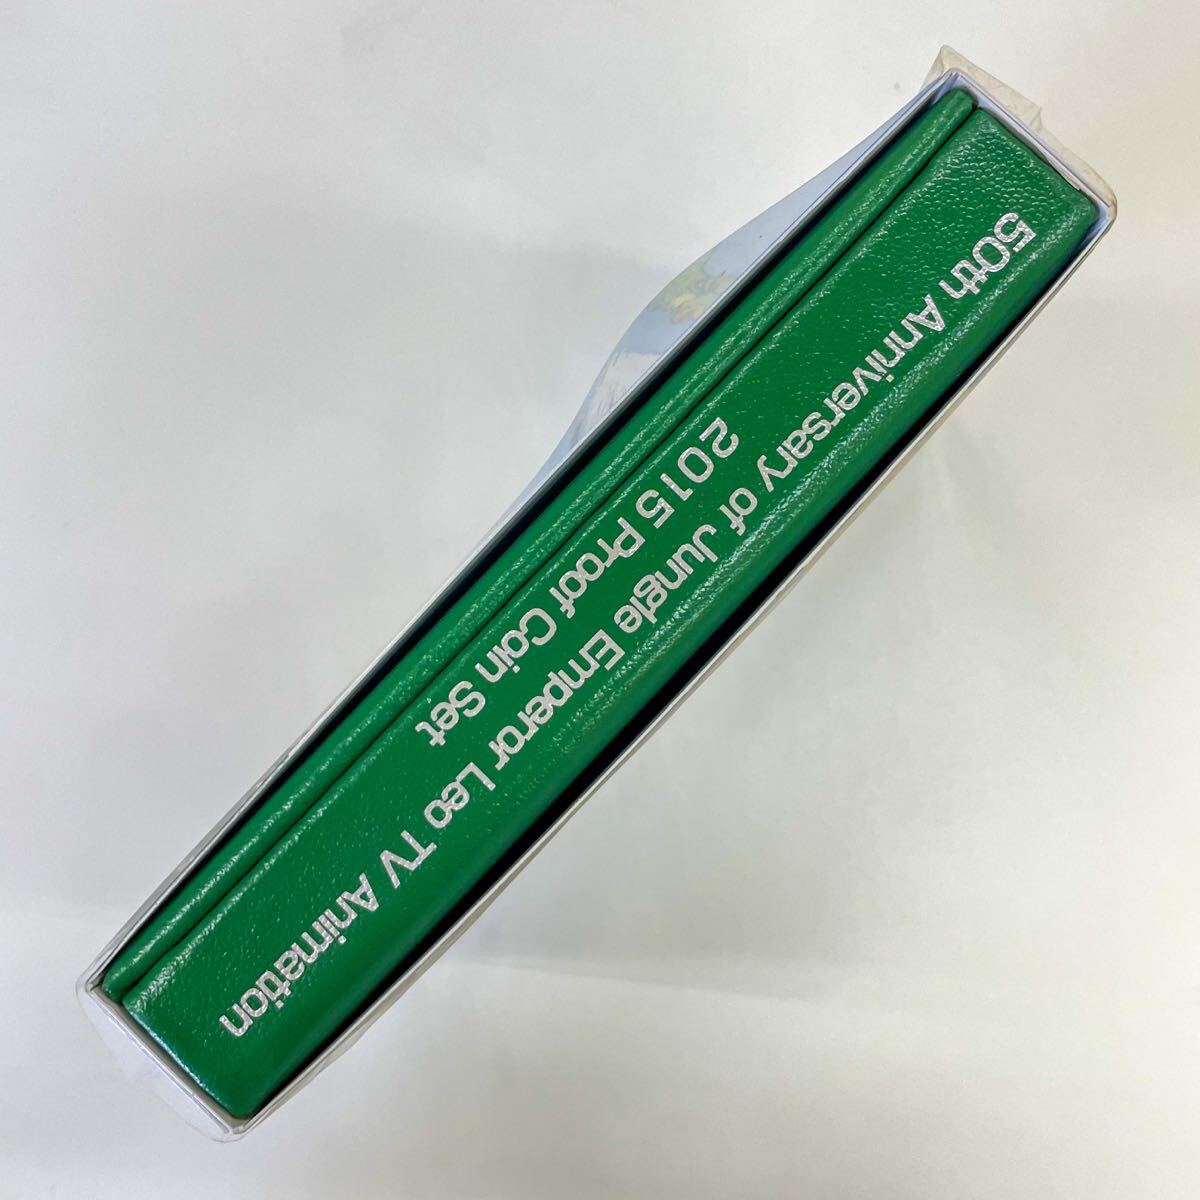 50th Anniversary of Jungle Emperor Leo TV Animation
2015 Proof Coin Set